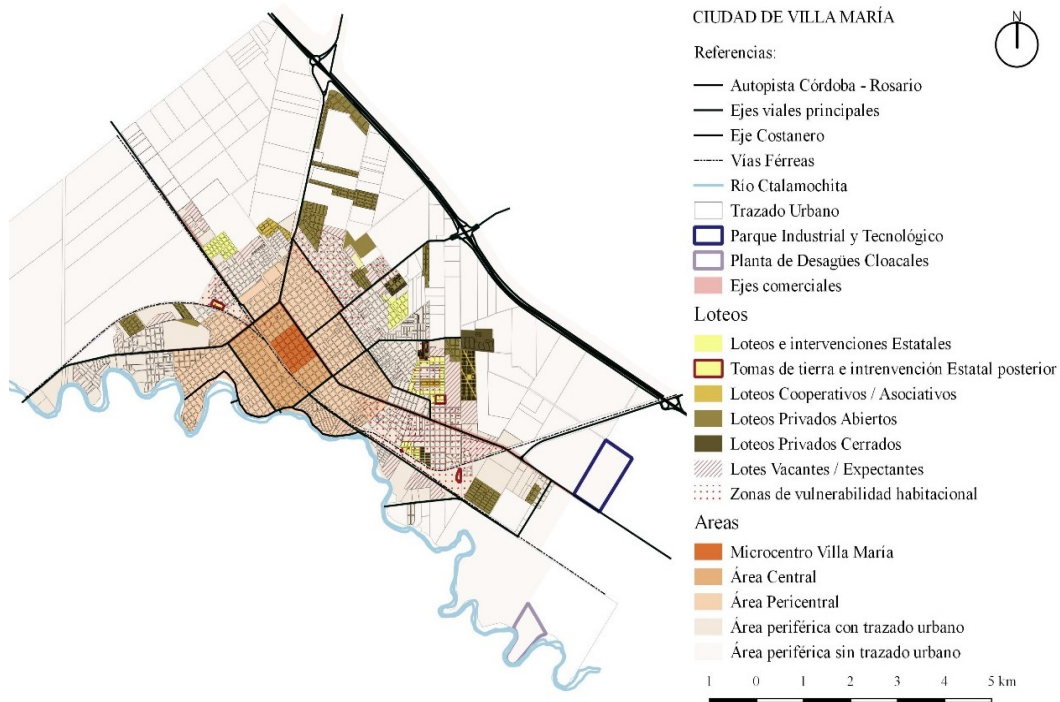 CIUDAD DE VILLA MARÍA
N
Referencias:
Autopista Córdoba - Rosario
Ejes viales principales
Eje Costanero
Vías Férreas
Río Ctalamochita
Trazado Urbano
Parque Industrial y Tecnológico
Planta de Desagües Cloacales
Ejes comerciales
Loteos
Loteos e intervenciones Estatales
Tomas de tierra e intrenvención Estatal posterior
Loteos Cooperativos / Asociativos
Loteos Privados Abiertos
Loteos Privados Cerrados
Lotes Vacantes / Expectantes
Zonas de vulnerabilidad habitacional
Areas
Microcentro Villa María
Área Central
Área Pericentral
Área periférica con trazado urbano
Área periférica sin trazado urbano
1 0 1 2 3 4 5 km